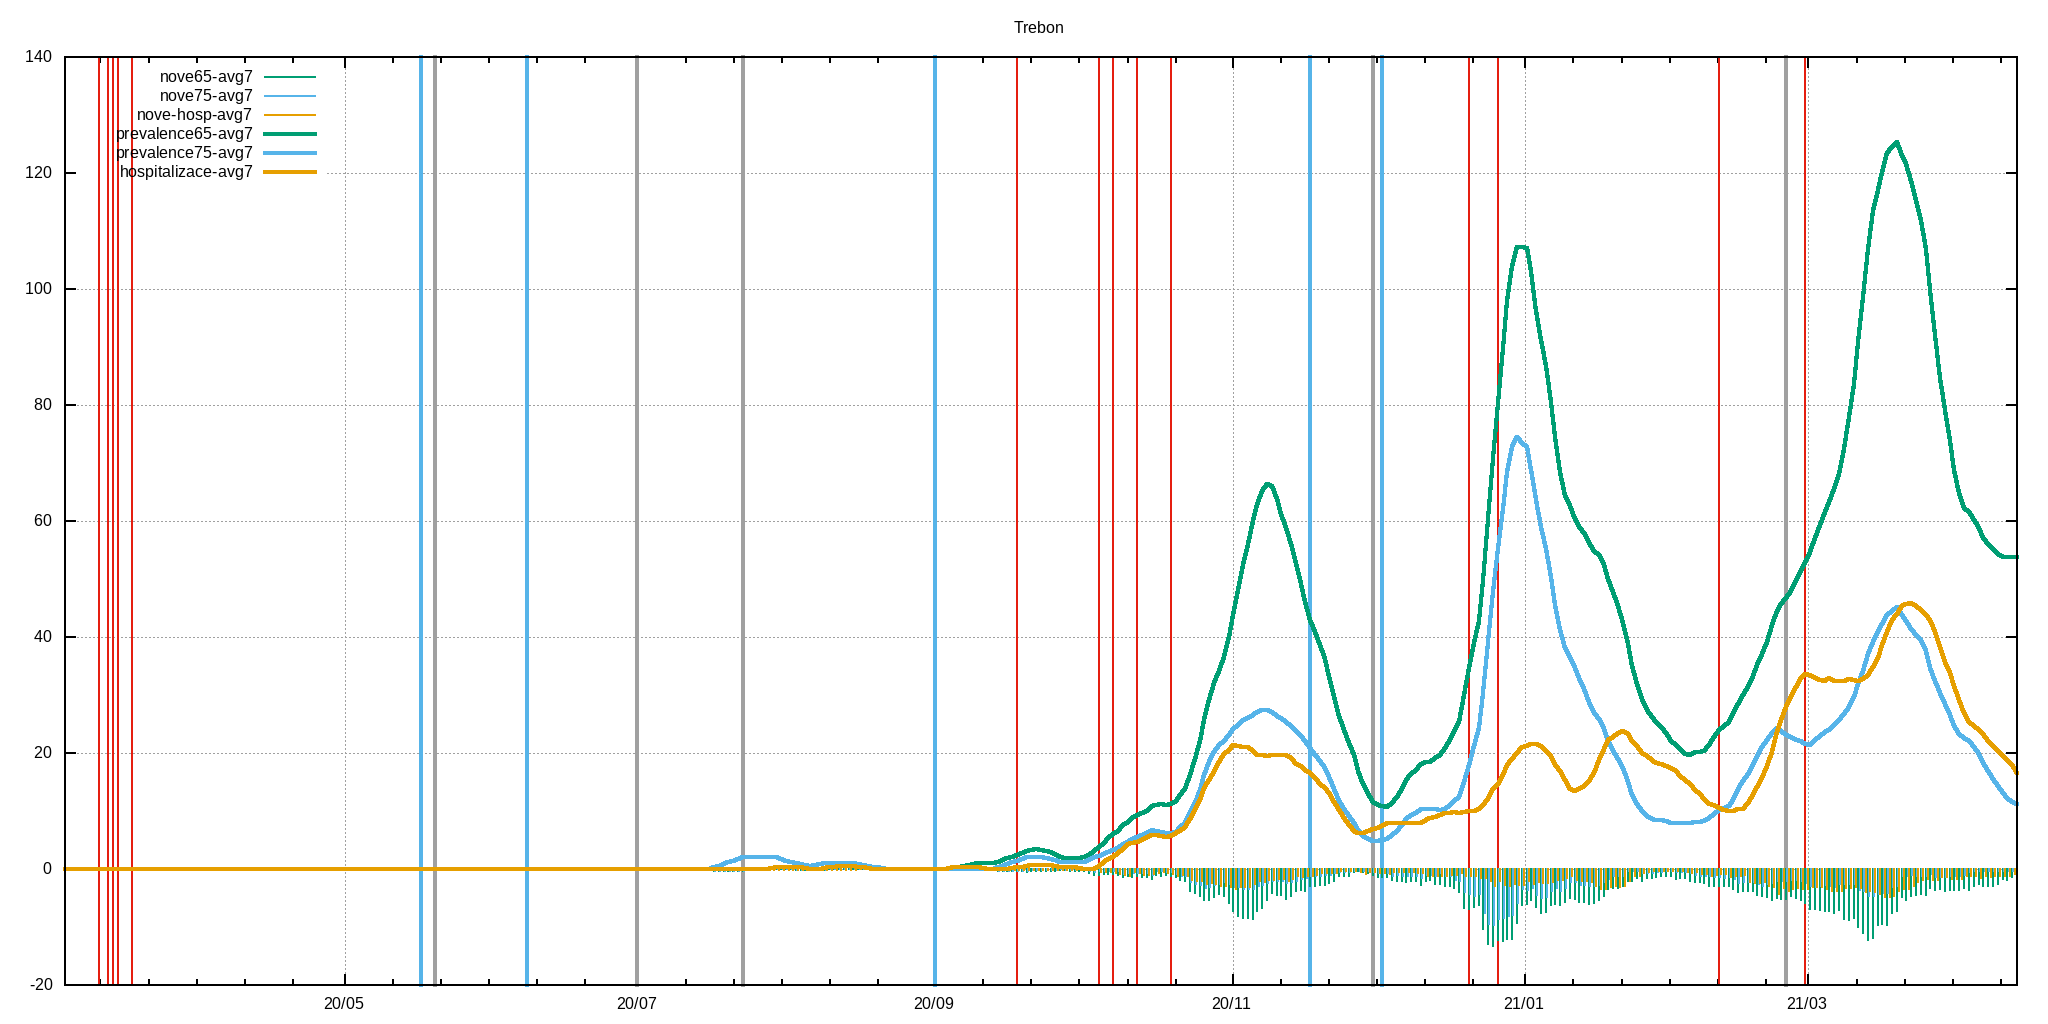 Trebon
140
120
100
80
60
40
20
0
-20
nove65-avg7
nove75-avg7
nove-hosp-avg7
prevalence65-avg7
prevalence75-avg7
hospitalizace-avg7
20/05 20/07 20/09 20/11 21/01 21/03